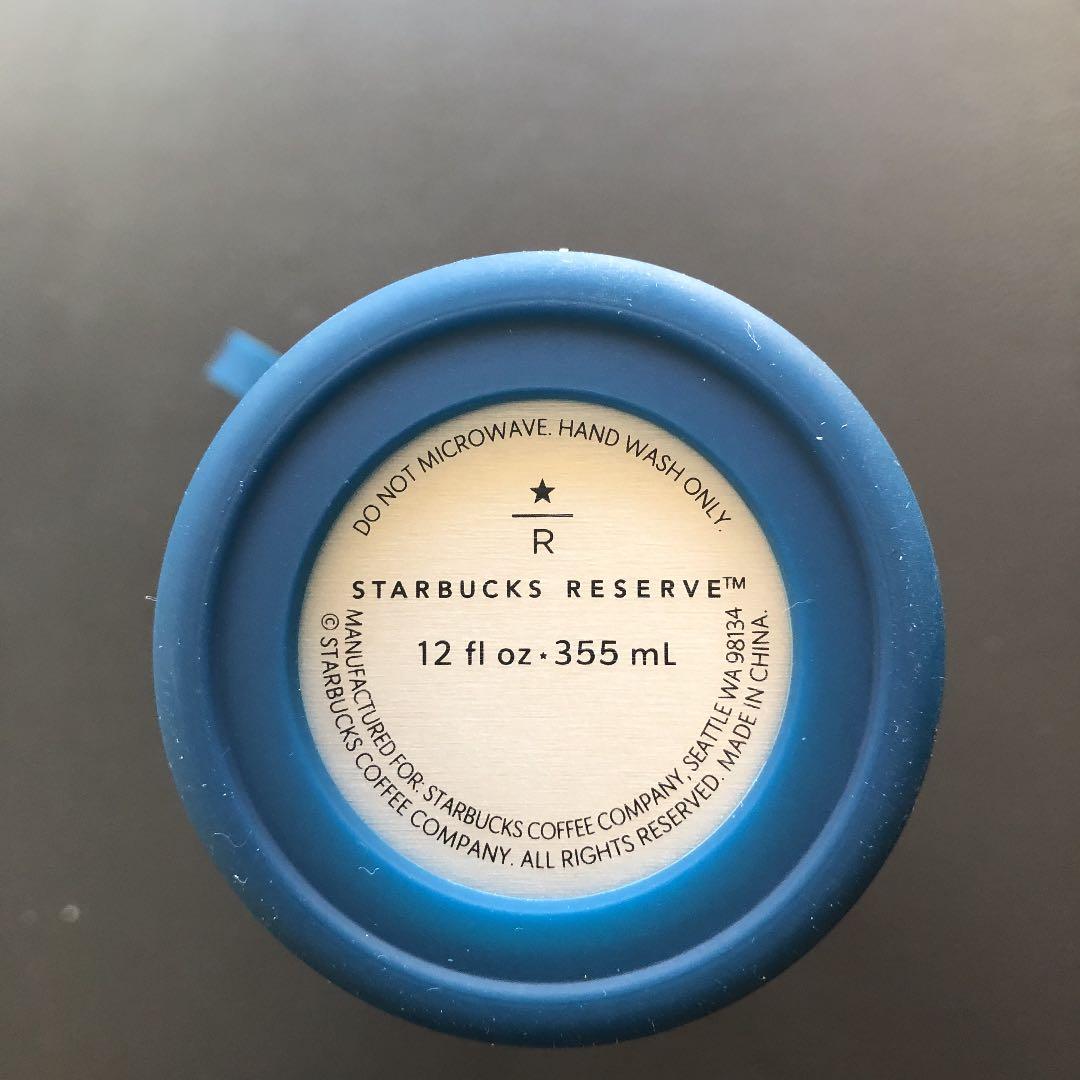 DO NOT MICROWAVE. HAND WASH ONLY.
★
R
STARBUCKS RESERVE™
12 fl oz ⋆ 355 mL
MANUFACTURED FOR: STARBUCKS COFFEE COMPANY, SEATTLE WA 98134
© STARBUCKS COFFEE COMPANY. ALL RIGHTS RESERVED. MADE IN CHINA.